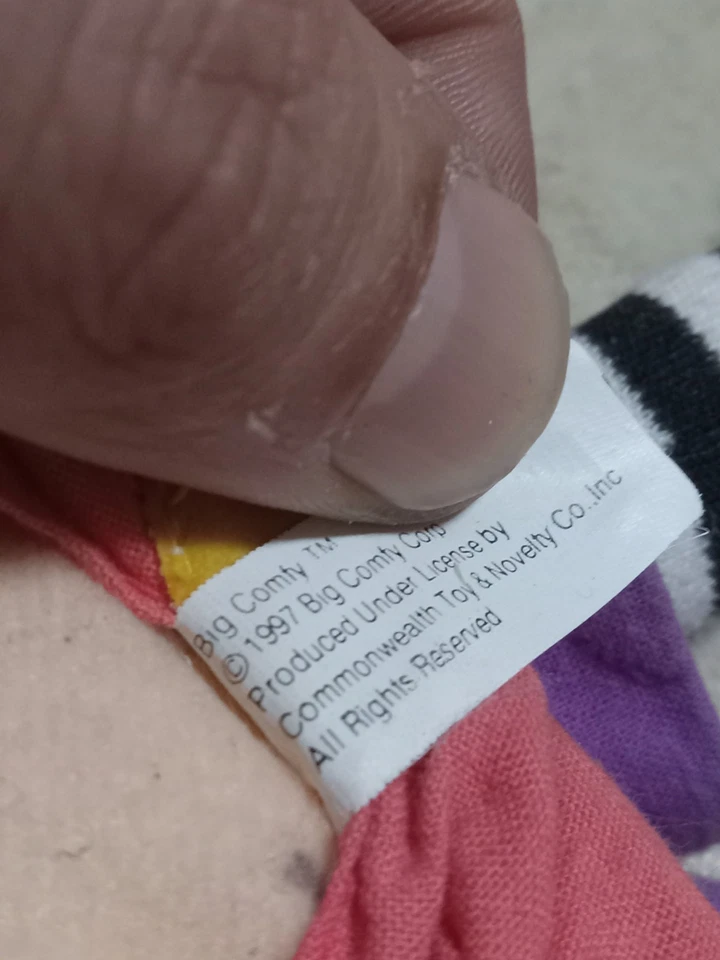 Big Comfy ™
© 1997 Big Comfy Corp
Produced Under License by
Commonwealth Toy & Novelty Co.,Inc
All Rights Reserved